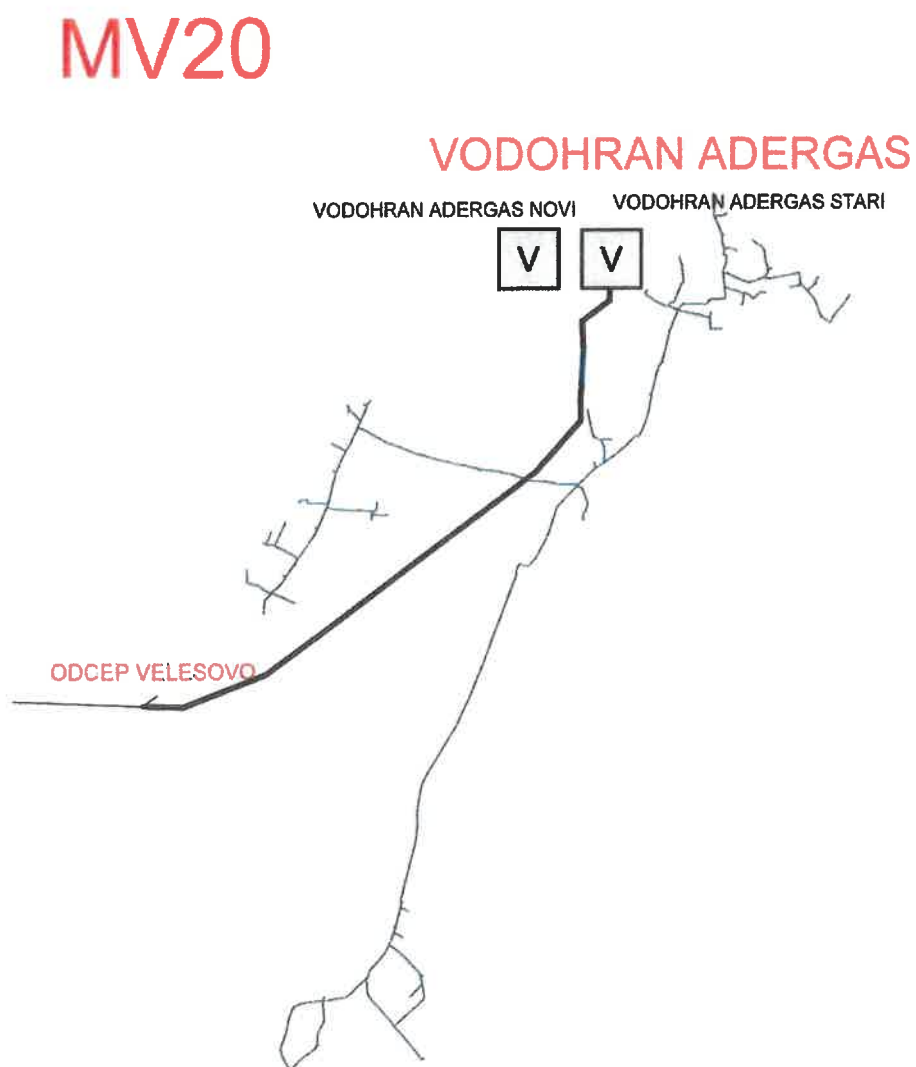 MV20
VODOHRAN ADERGAS
VODOHRAN ADERGAS NOVI
VODOHRAN ADERGAS STARI
V
V
ODCEP VELESOVO